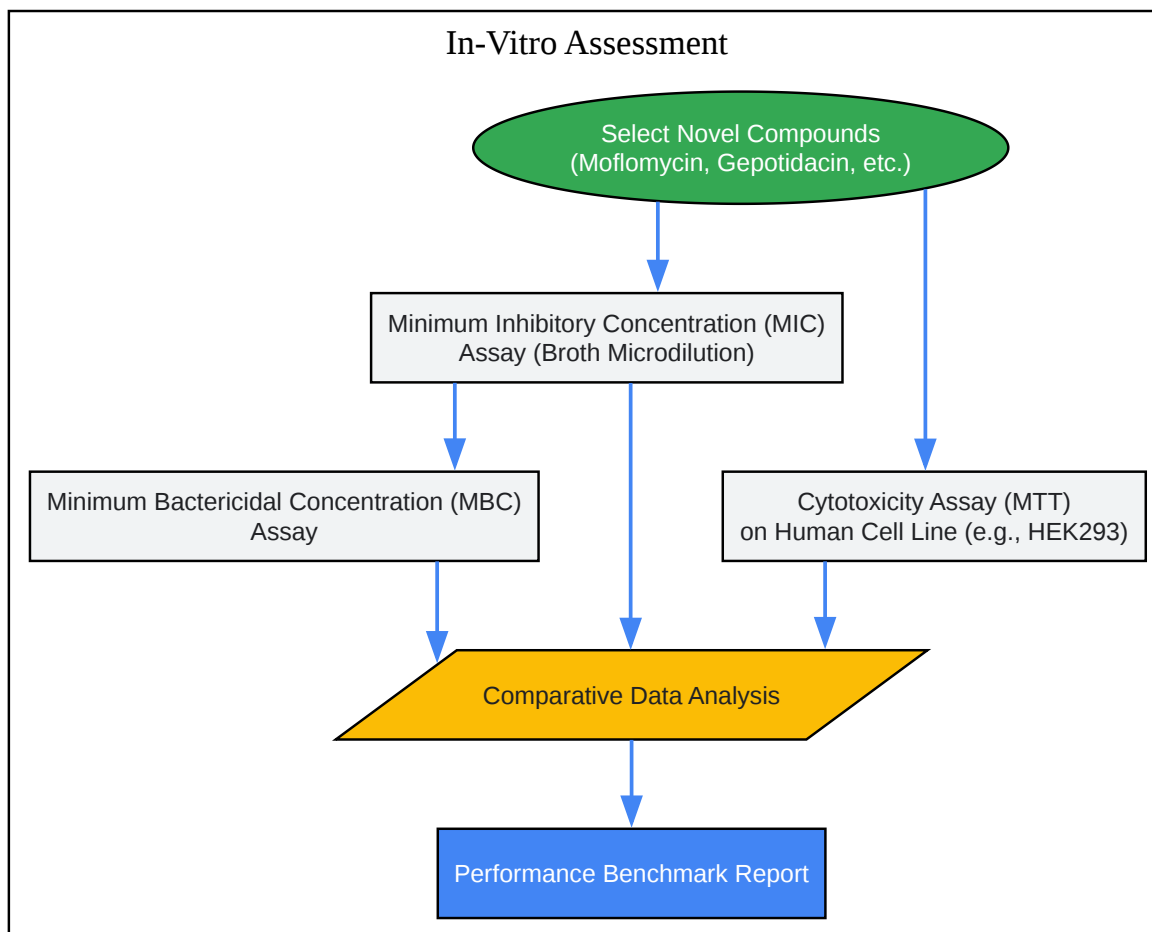 In-Vitro Assessment
Select Novel Compounds
(Moflomycin, Gepotidacin, etc.)
Minimum Inhibitory Concentration (MIC)
Assay (Broth Microdilution)
Minimum Bactericidal Concentration (MBC)
Assay
Cytotoxicity Assay (MTT)
on Human Cell Line (e.g., HEK293)
Comparative Data Analysis
Performance Benchmark Report